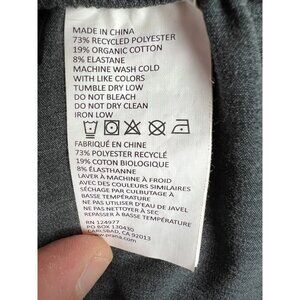 MADE IN CHINA
73% RECYCLED POLYESTER
19% ORGANIC COTTON
8% ELASTANE
MACHINE WASH COLD
WITH LIKE COLORS
TUMBLE DRY LOW
DO NOT BLEACH
DO NOT DRY CLEAN
IRON LOW
FABRIQUÉ EN CHINE
73% POLYESTER RECYCLÉ
19% COTON BIOLOGIQUE
8% ÉLASTHANNE
LAVER À MACHINE À FROID
AVEC DES COULEURS SIMILAIRES
SÉCHAGE PAR CULBUTAGE À
BASSE TEMPÉRATURE
NE PAS UTILISER D'EAU DE JAVEL
NE PAS NETTOYER À SEC
REPASSER À BASSE TEMPÉRATURE
RN 124977
PO BOX 130430
CARLSBAD, CA 92013
www.prana.com